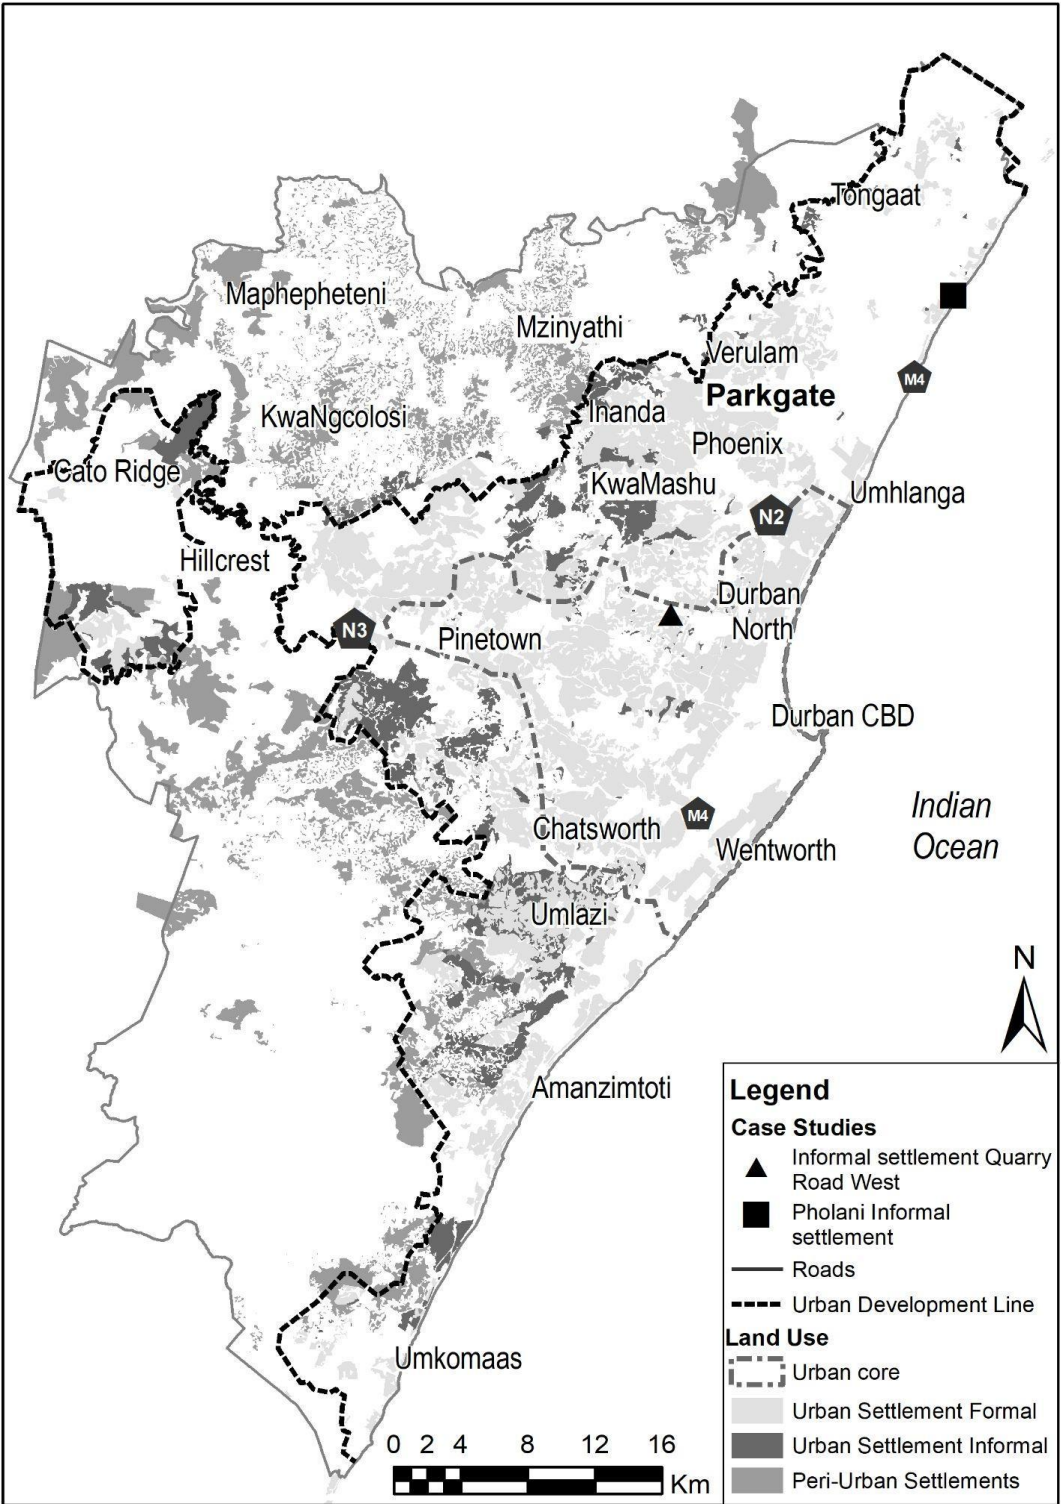 Tongaat
Maphepheteni
Mzinyathi
Verulam
M4
Parkgate
Inanda
KwaNgcolosi
Phoenix
Cato Ridge
KwaMashu
Umhlanga
N2
Hillcrest
Durban
North
N3
Pinetown
Durban CBD
Indian
Ocean
M4
Chatsworth
Wentworth
Umlazi
N
Amanzimtoti
Umkomaas
0 2 4 8 12 16
Km
Legend
Case Studies
Informal settlement Quarry
Road West
Pholani Informal
settlement
Roads
Urban Development Line
Land Use
Urban core
Urban Settlement Formal
Urban Settlement Informal
Peri-Urban Settlements